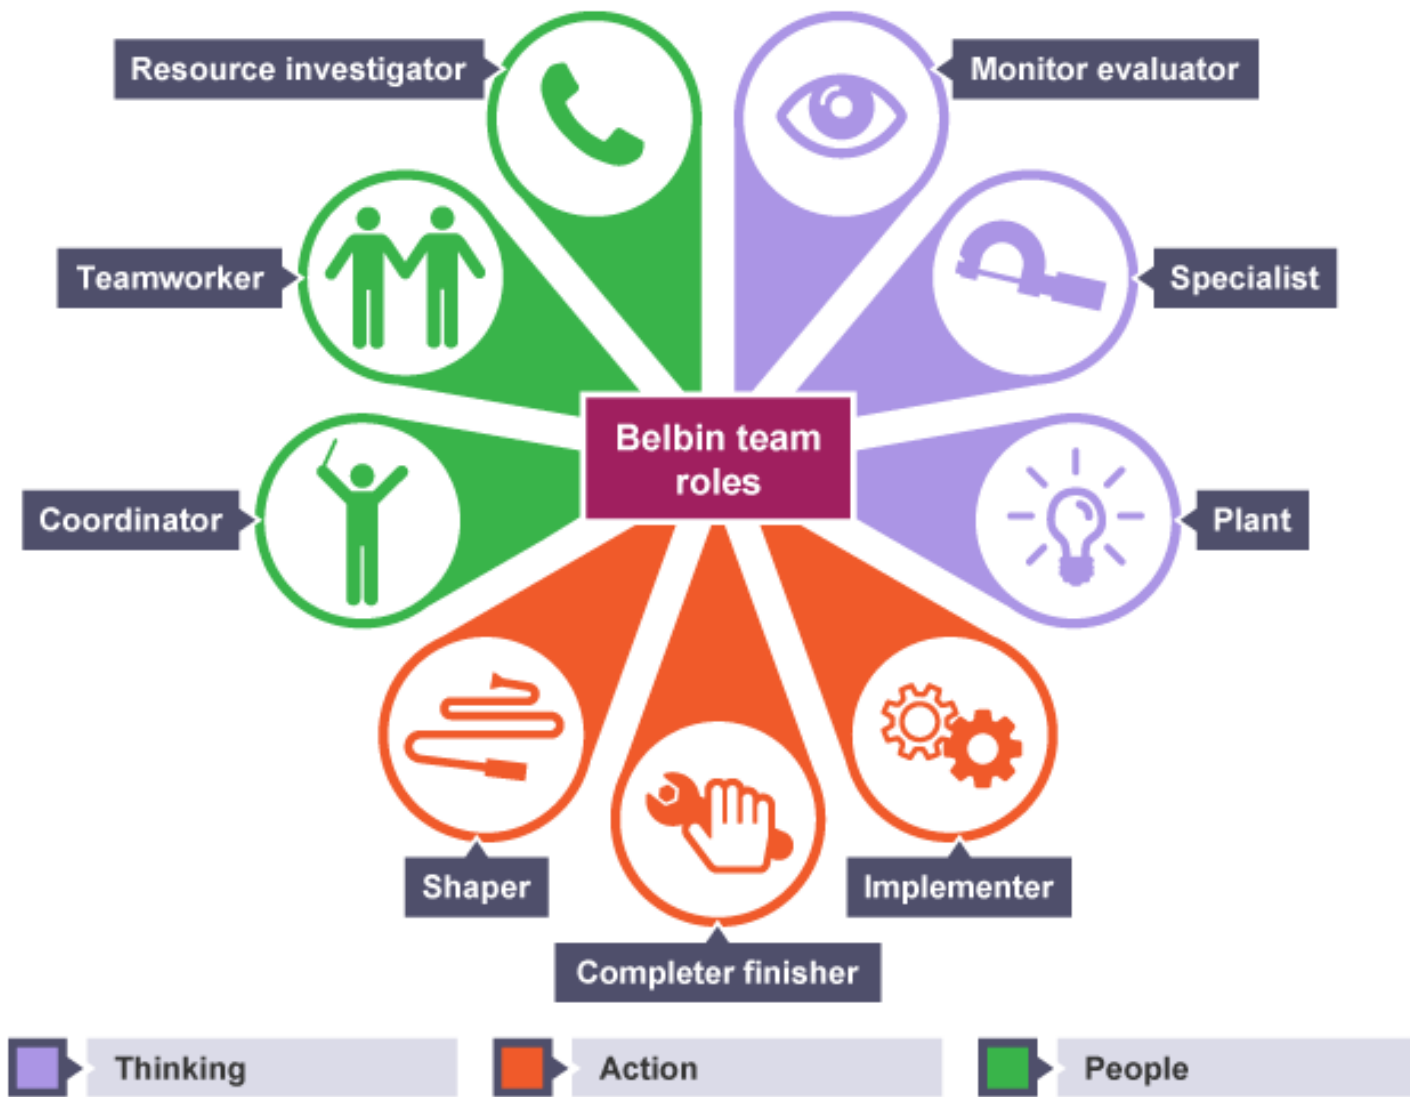 Resource investigator
Monitor evaluator
Teamworker
Specialist
Belbin team
roles
Coordinator
Plant
Shaper
Implementer
Completer finisher
Thinking
Action
People